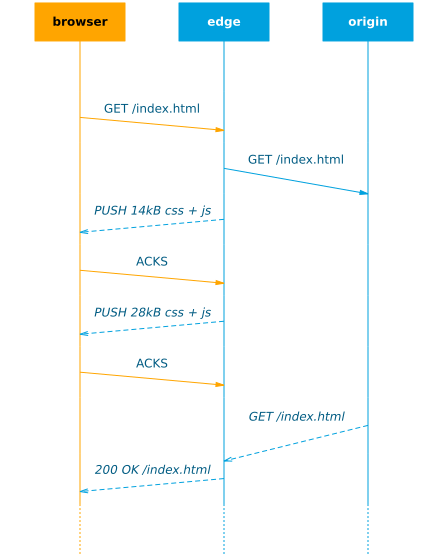 browser
edge
origin
GET /index.html
GET /index.html
PUSH 14kB css + js
ACKS
PUSH 28kB css + js
ACKS
GET /index.html
200 OK /index.html